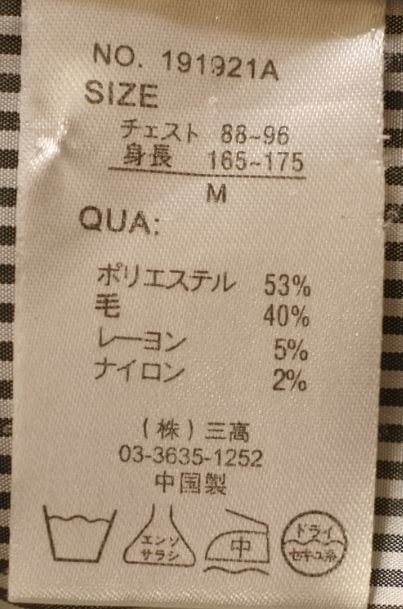 NO. 191921A
SIZE
チェスト 88~96
身長 165~175
M
QUA:
ポリエステル 53%
毛 40%
レーヨン 5%
ナイロン 2%
(株)三高
03-3635-1252
中国製
エンソ
サラシ
中
ドライ
セキユ系